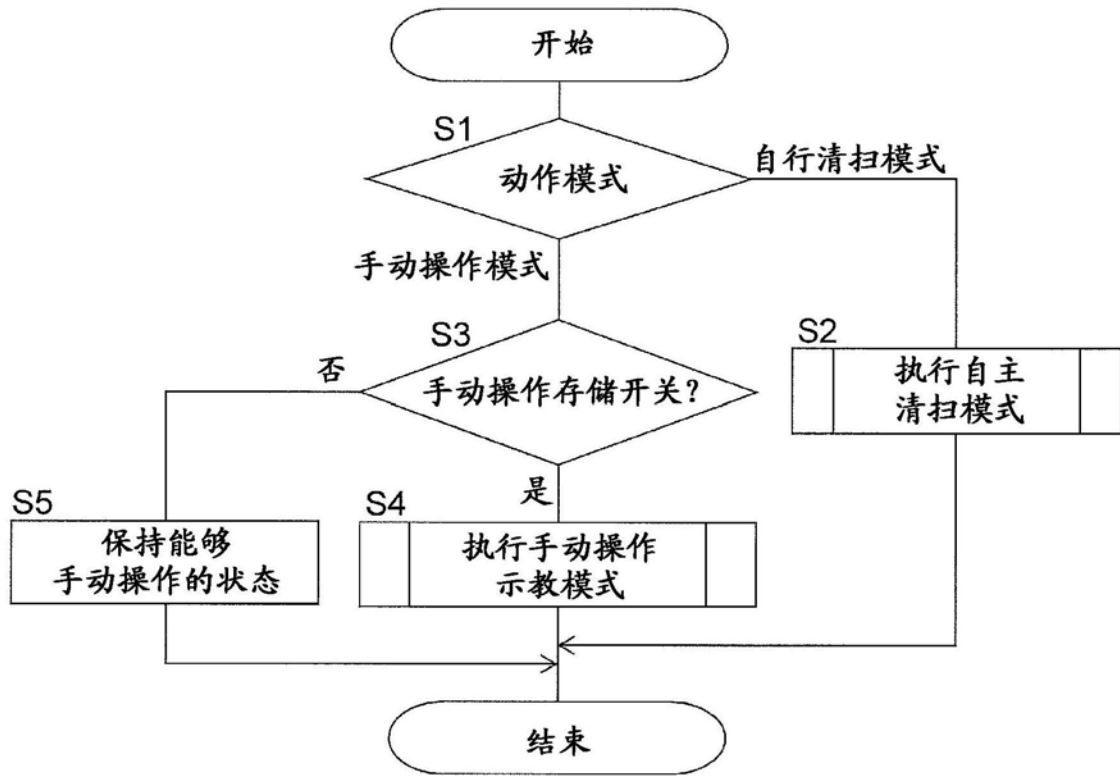 开始
S1
动作模式
自行清扫模式
手动操作模式
S3
手动操作存储开关?
否
S2
执行自主
清扫模式
是
S5
保持能够
手动操作的状态
S4
执行手动操作
示教模式
结束